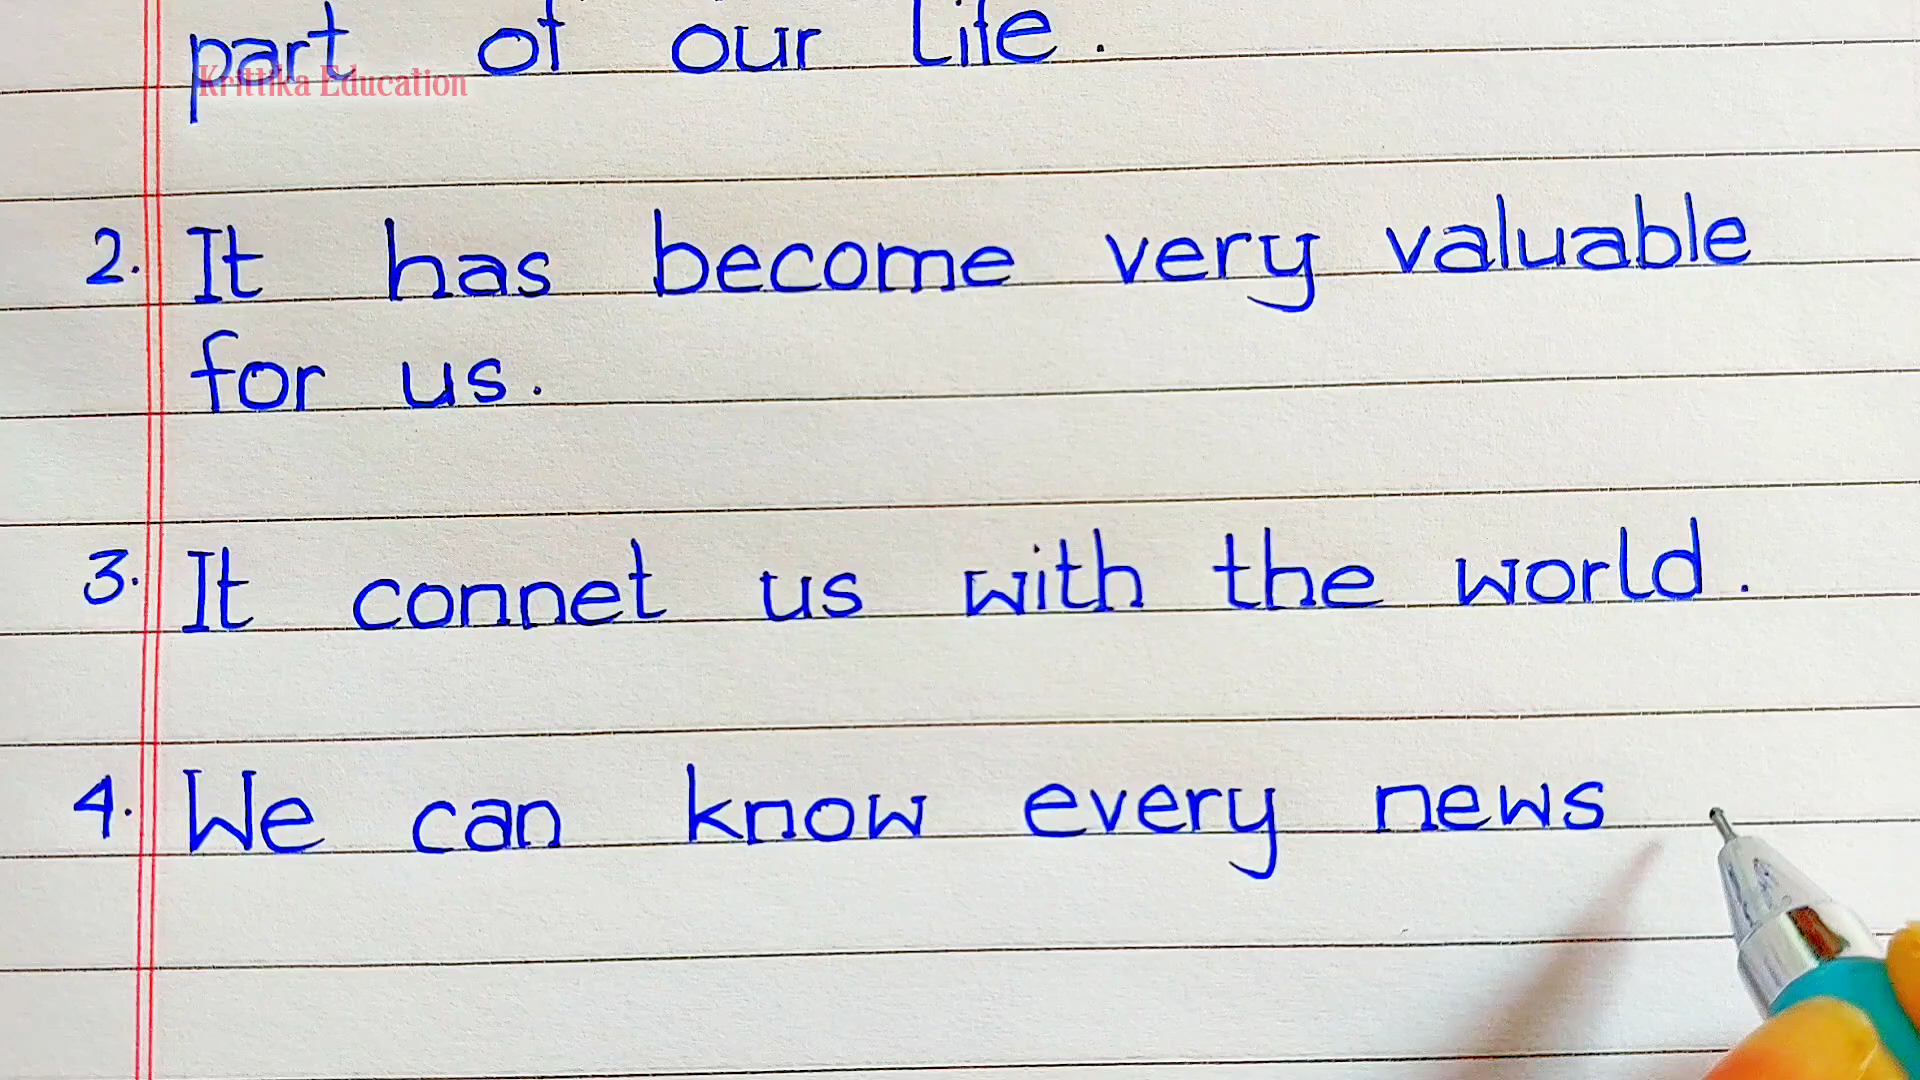 part of our life.
Krittika Education
2. It has become very valuable
for us.
3. It connet us with the world.
4. We can know every news